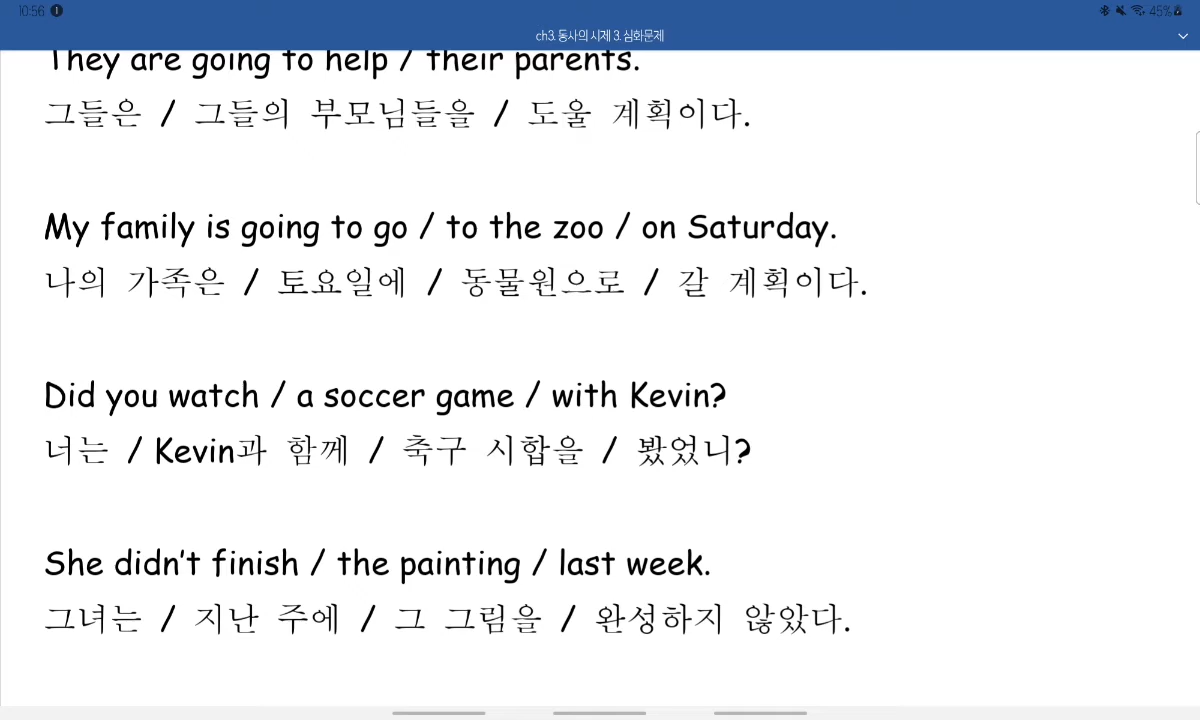 10:56
45%
ch3. 동사의 시제 3. 심화문제
They are going to help / their parents.
그들은 / 그들의 부모님들을 / 도울 계획이다.
My family is going to go / to the zoo / on Saturday.
나의 가족은 / 토요일에 / 동물원으로 / 갈 계획이다.
Did you watch / a soccer game / with Kevin?
너는 / Kevin과 함께 / 축구 시합을 / 봤었니?
She didn't finish / the painting / last week.
그녀는 / 지난 주에 / 그 그림을 / 완성하지 않았다.